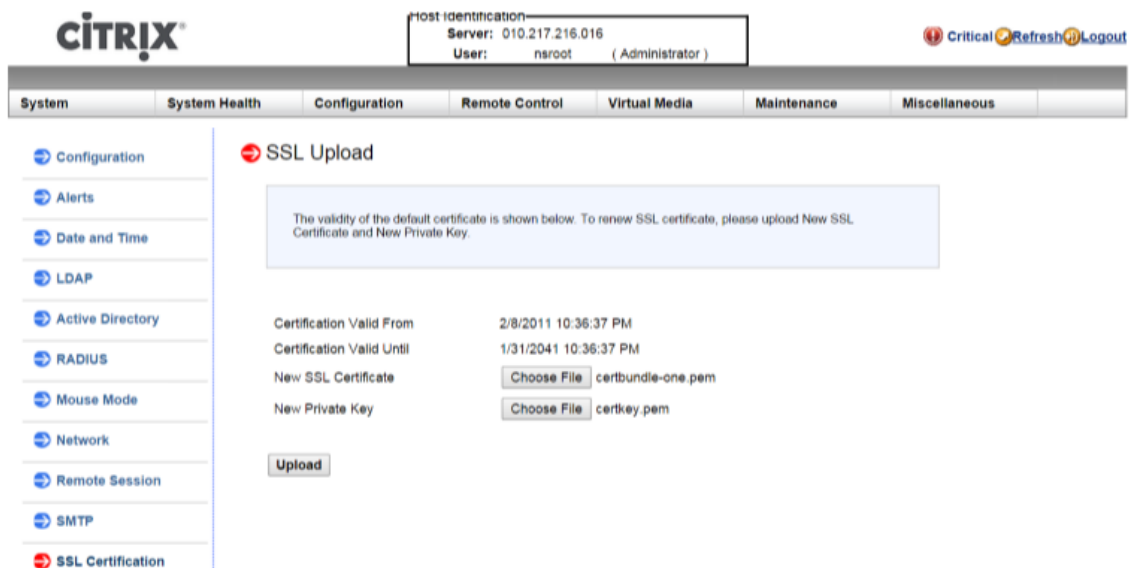 CİTRIX®
Host Identification
Server: 010.217.216.016
User: nsroot ( Administrator )
Critical Refresh Logout
System System Health Configuration Remote Control Virtual Media Maintenance Miscellaneous
Configuration
Alerts
Date and Time
LDAP
Active Directory
RADIUS
Mouse Mode
Network
Remote Session
SMTP
SSL Certification
SSL Upload
The validity of the default certificate is shown below. To renew SSL certificate, please upload New SSL
Certificate and New Private Key.
Certification Valid From 2/8/2011 10:36:37 PM
Certification Valid Until 1/31/2041 10:36:37 PM
New SSL Certificate Choose File certbundle-one.pem
New Private Key Choose File certkey.pem
Upload